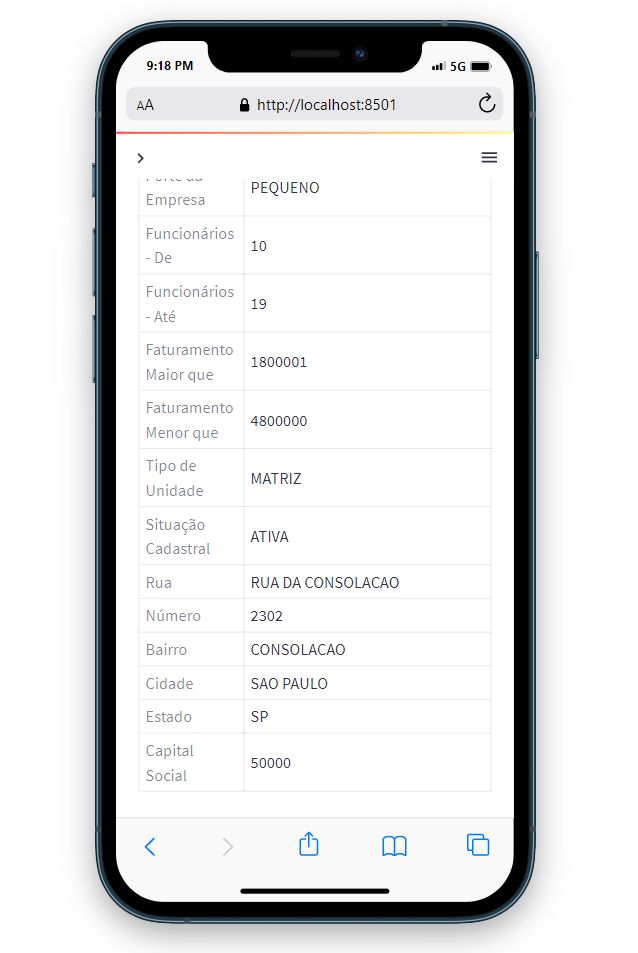 9:18 PM
5G
AA
http://localhost:8501
Porte da
Empresa
PEQUENO
Funcionários
- De
10
Funcionários
- Até
19
Faturamento
Maior que
1800001
Faturamento
Menor que
4800000
Tipo de
Unidade
MATRIZ
Situação
Cadastral
ATIVA
Rua
RUA DA CONSOLACAO
Número
2302
Bairro
CONSOLACAO
Cidade
SAO PAULO
Estado
SP
Capital
Social
50000